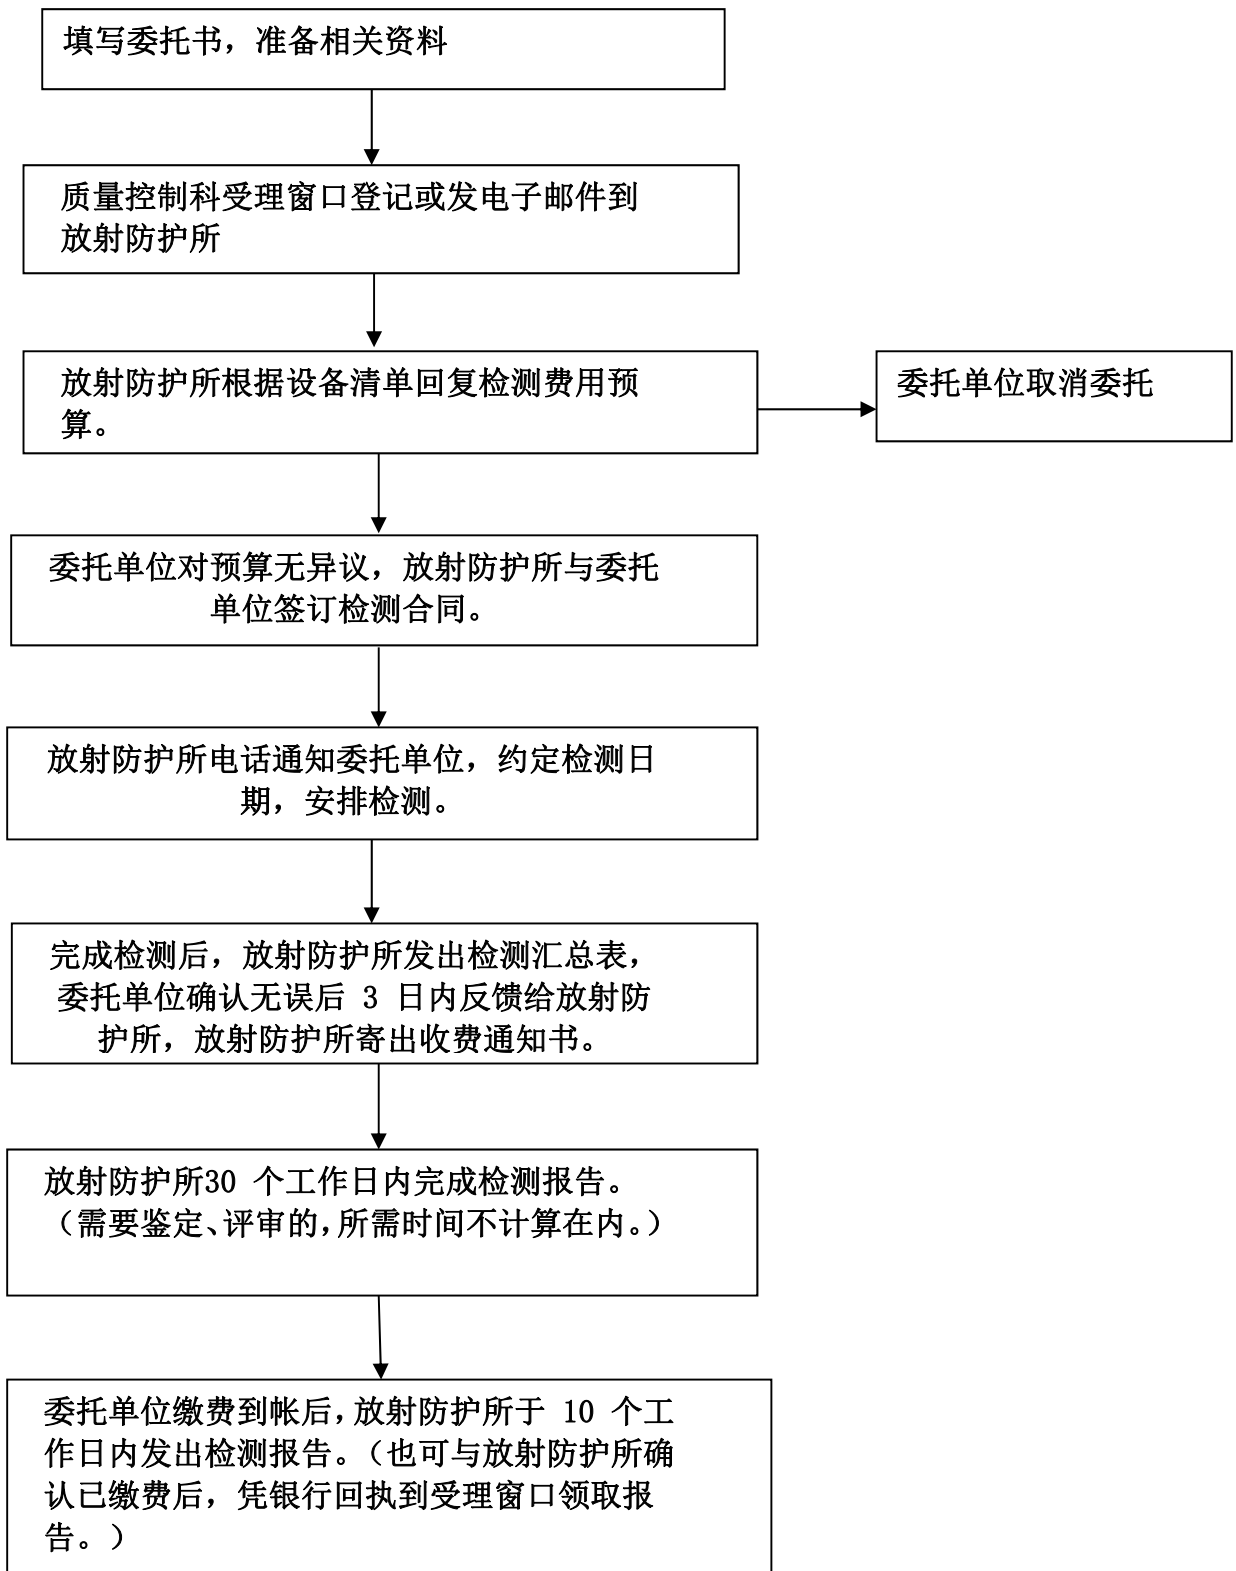 填写委托书，准备相关资料
质量控制科受理窗口登记或发电子邮件到
放射防护所
放射防护所根据设备清单回复检测费用预
算。
委托单位取消委托
委托单位对预算无异议，放射防护所与委托
单位签订检测合同。
放射防护所电话通知委托单位，约定检测日
期，安排检测。
完成检测后，放射防护所发出检测汇总表，
委托单位确认无误后 3 日内反馈给放射防
护所，放射防护所寄出收费通知书。
放射防护所30 个工作日内完成检测报告。
（需要鉴定、评审的,所需时间不计算在内。）
委托单位缴费到帐后,放射防护所于 10 个工
作日内发出检测报告。（也可与放射防护所确
认已缴费后，凭银行回执到受理窗口领取报
告。）